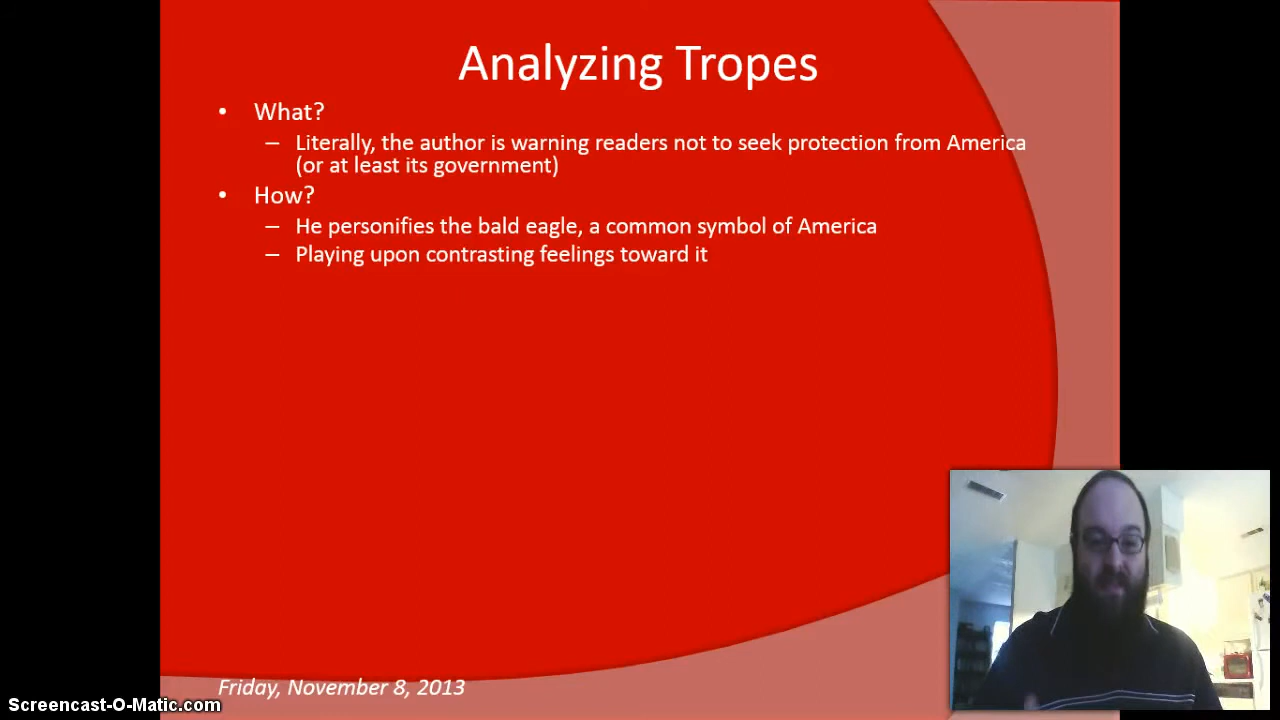 Analyzing Tropes
• What?
– Literally, the author is warning readers not to seek protection from America
(or at least its government)
• How?
– He personifies the bald eagle, a common symbol of America
– Playing upon contrasting feelings toward it
Friday, November 8, 2013
Screencast-O-Matic.com